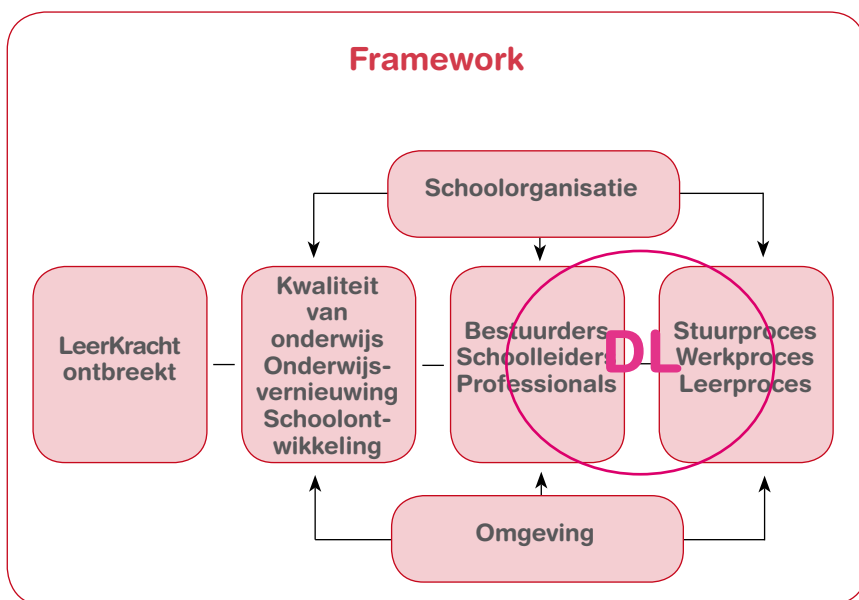 Framework
Schoolorganisatie
LeerKracht
ontbreekt
Kwaliteit
van
onderwijs
Onderwijs-
vernieuwing
Schoolont-
wikkeling
Bestuurders
Schoolleiders
Professionals
DL
Stuurproces
Werkproces
Leerproces
Omgeving